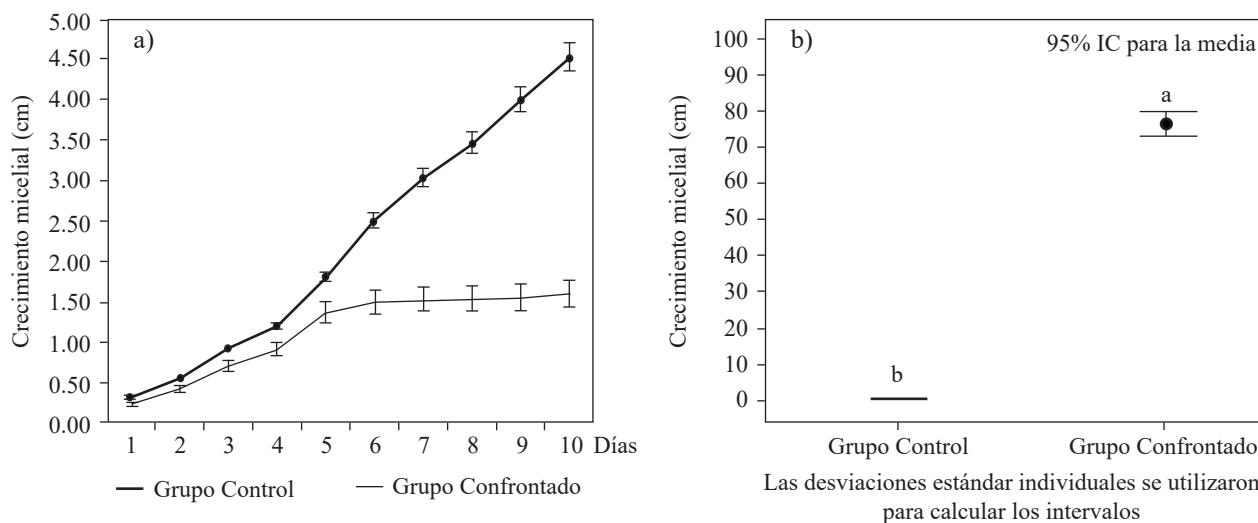 a)
Crecimiento micelial (cm)
5.00
4.50
4.00
3.50
3.00
2.50
2.00
1.50
1.00
0.50
0.00
1 2 3 4 5 6 7 8 9 10 Días
Grupo Control Grupo Confrontado
b)
95% IC para la media
Crecimiento micelial (cm)
100
90
80
70
60
50
40
30
20
10
0
a
b
Grupo Control Grupo Confrontado
Las desviaciones estándar individuales se utilizaron
para calcular los intervalos